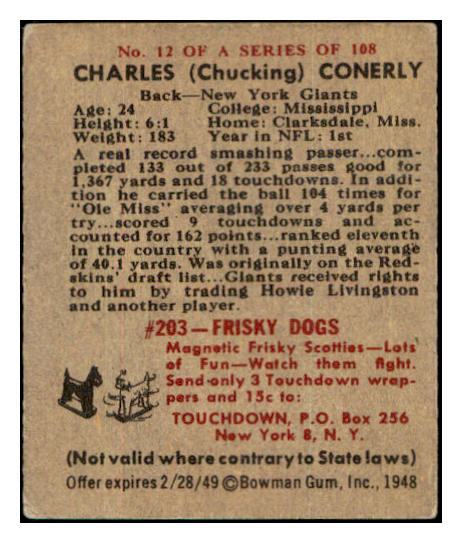 No. 12 OF A SERIES OF 108
CHARLES (Chucking) CONERLY
Back—New York Giants
Age: 24 College: Mississippi
Height: 6:1 Home: Clarksdale, Miss.
Weight: 183 Year in NFL: 1st
A real record smashing passer...com-
pleted 133 out of 233 passes good for
1,367 yards and 18 touchdowns. In addi-
tion he carried the ball 104 times for
"Ole Miss" averaging over 4 yards per
try...scored 9 touchdowns and ac-
counted for 162 points...ranked eleventh
in the country with a punting average
of 40.1 yards. Was originally on the Red-
skins' draft list...Giants received rights
to him by trading Howie Livingston
and another player.
#203—FRISKY DOGS
Magnetic Frisky Scotties—Lots
of Fun—Watch them fight.
Send only 3 Touchdown wrap-
pers and 15c to:
TOUCHDOWN, P.O. Box 256
New York 8, N. Y.
(Not valid where contrary to State laws)
Offer expires 2/28/49 ©Bowman Gum, Inc., 1948